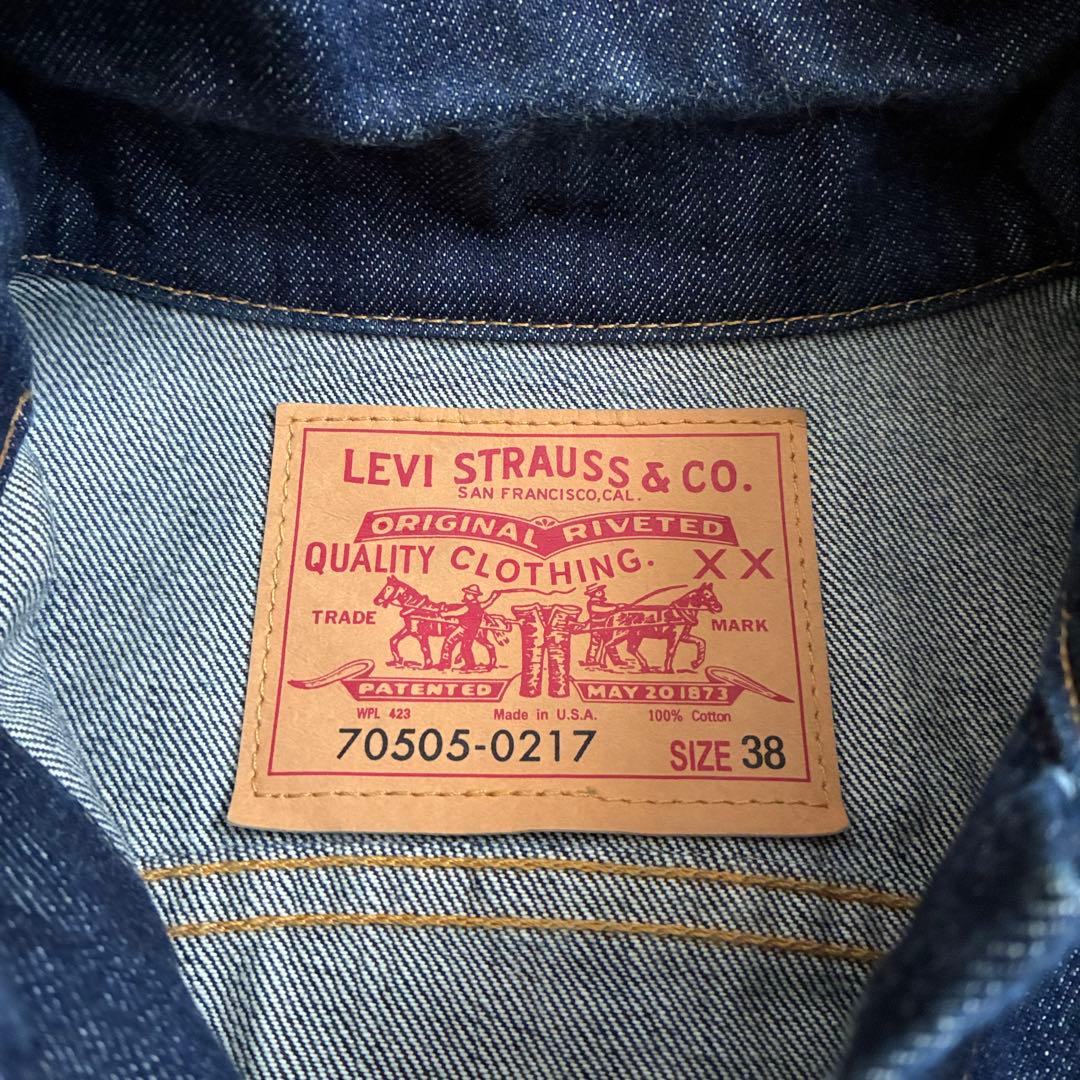 LEVI STRAUSS & CO.
SAN FRANCISCO, CAL.
ORIGINAL RIVETED
QUALITY CLOTHING. XX
TRADE MARK
PATENTED MAY 20 1873
WPL 423 Made in U.S.A. 100% Cotton
70505-0217 SIZE 38